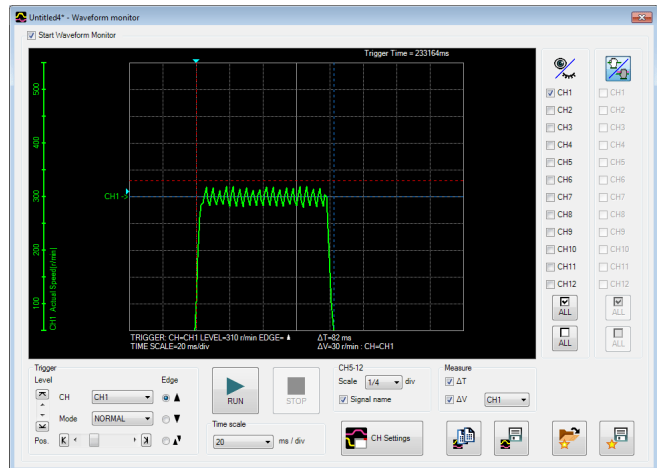 Untitled4* - Waveform monitor
Start Waveform Monitor
Trigger Time = 233164ms
500
400
300
200
100
CH1 Actual Speed[r/min]
CH1 ->
TRIGGER: CH=CH1 LEVEL=310 r/min EDGE=
TIME SCALE=20 ms/div
ΔT=82 ms
ΔV=30 r/min : CH=CH1
CH1
CH2
CH3
CH4
CH5
CH6
CH7
CH8
CH9
CH10
CH11
CH12
ALL
ALL
CH1
CH2
CH3
CH4
CH5
CH6
CH7
CH8
CH9
CH10
CH11
CH12
ALL
ALL
Trigger
Level
Edge
CH
CH1
Mode
NORMAL
Pos.
RUN
STOP
Time scale
20
ms / div
CH5-12
Scale
1/4
div
Signal name
CH Settings
Measure
ΔT
ΔV
CH1